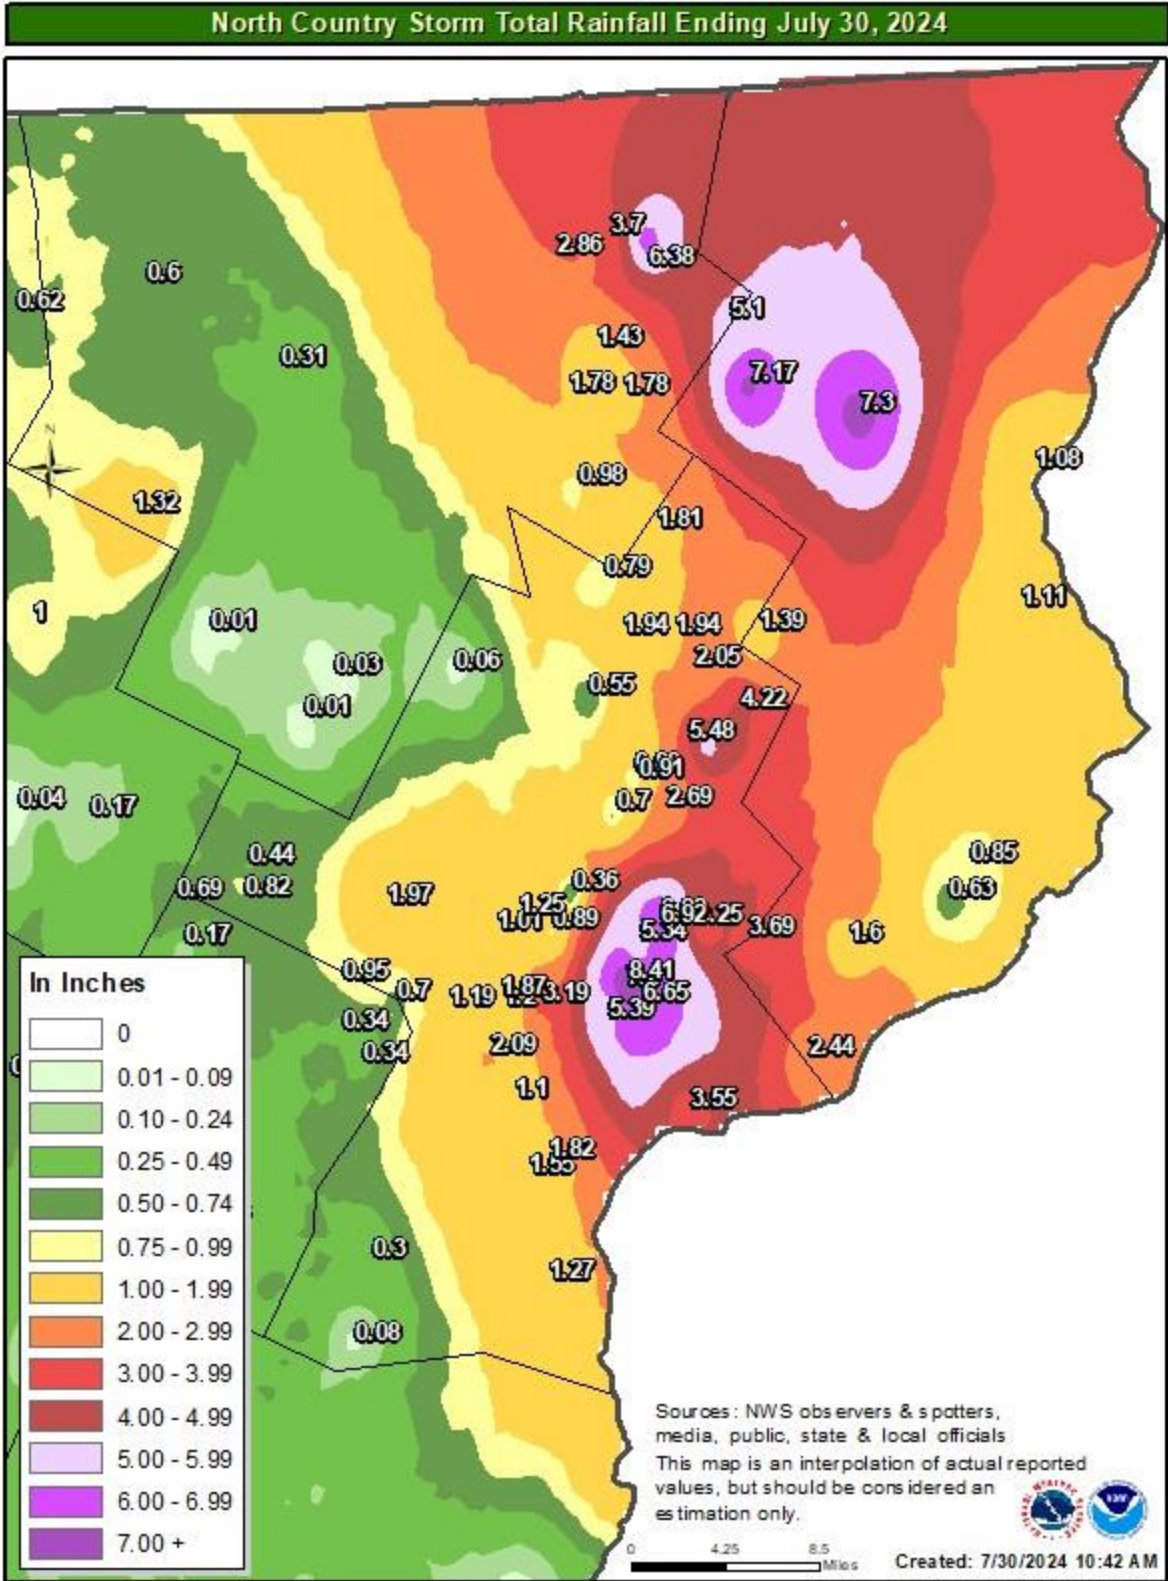 North Country Storm Total Rainfall Ending July 30, 2024
3.7
2.86
6.38
0.6
0.62
5.1
1.43
0.31
7.17
1.78 1.78
7.3
N
1.08
0.98
1.32
1.81
0.79
1.11
1
0.01
1.94 1.94 1.39
2.05
0.03 0.06
0.55
4.22
0.01
5.48
0.91
0.04 0.17
0.7 2.69
0.44
0.85
0.69 0.82
0.36
0.63
1.97
1.25
1.01 0.89
3.69
0.17
5.34
1.6
0.95
8.41
0.7
1.19 1.87 3.19
6.65
5.39
0.34
2.09
2.44
0.34
1.1
3.55
1.82
1.55
0.3
1.27
0.08
In Inches
0
0.01 - 0.09
0.10 - 0.24
0.25 - 0.49
0.50 - 0.74
0.75 - 0.99
1.00 - 1.99
2.00 - 2.99
3.00 - 3.99
4.00 - 4.99
5.00 - 5.99
6.00 - 6.99
7.00 +
Sources: NWS observers & spotters,
media, public, state & local officials
This map is an interpolation of actual reported
values, but should be considered an
estimation only.
0 4.25 8.5
Miles
Created: 7/30/2024 10:42 AM